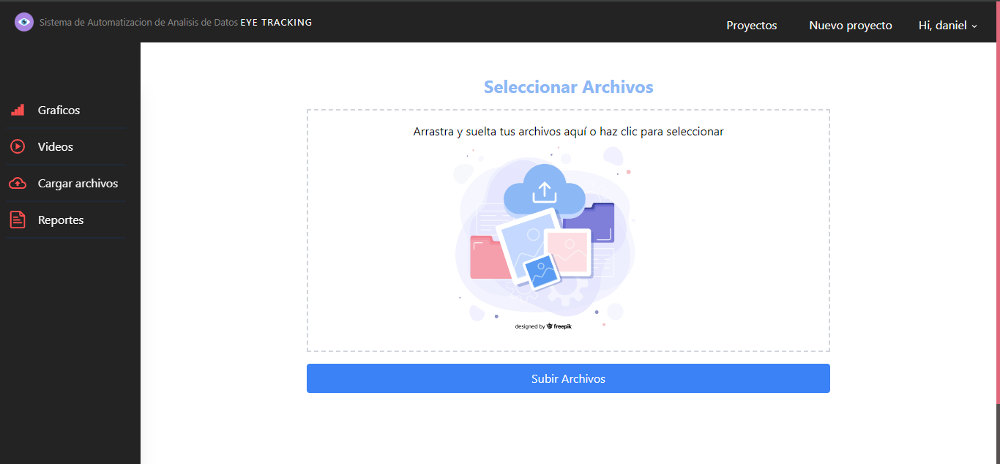 Sistema de Automatizacion de Analisis de Datos EYE TRACKING
Proyectos
Nuevo proyecto
Hi, daniel
Graficos
Videos
Cargar archivos
Reportes
Seleccionar Archivos
Arrastra y suelta tus archivos aquí o haz clic para seleccionar
designed by freepik
Subir Archivos